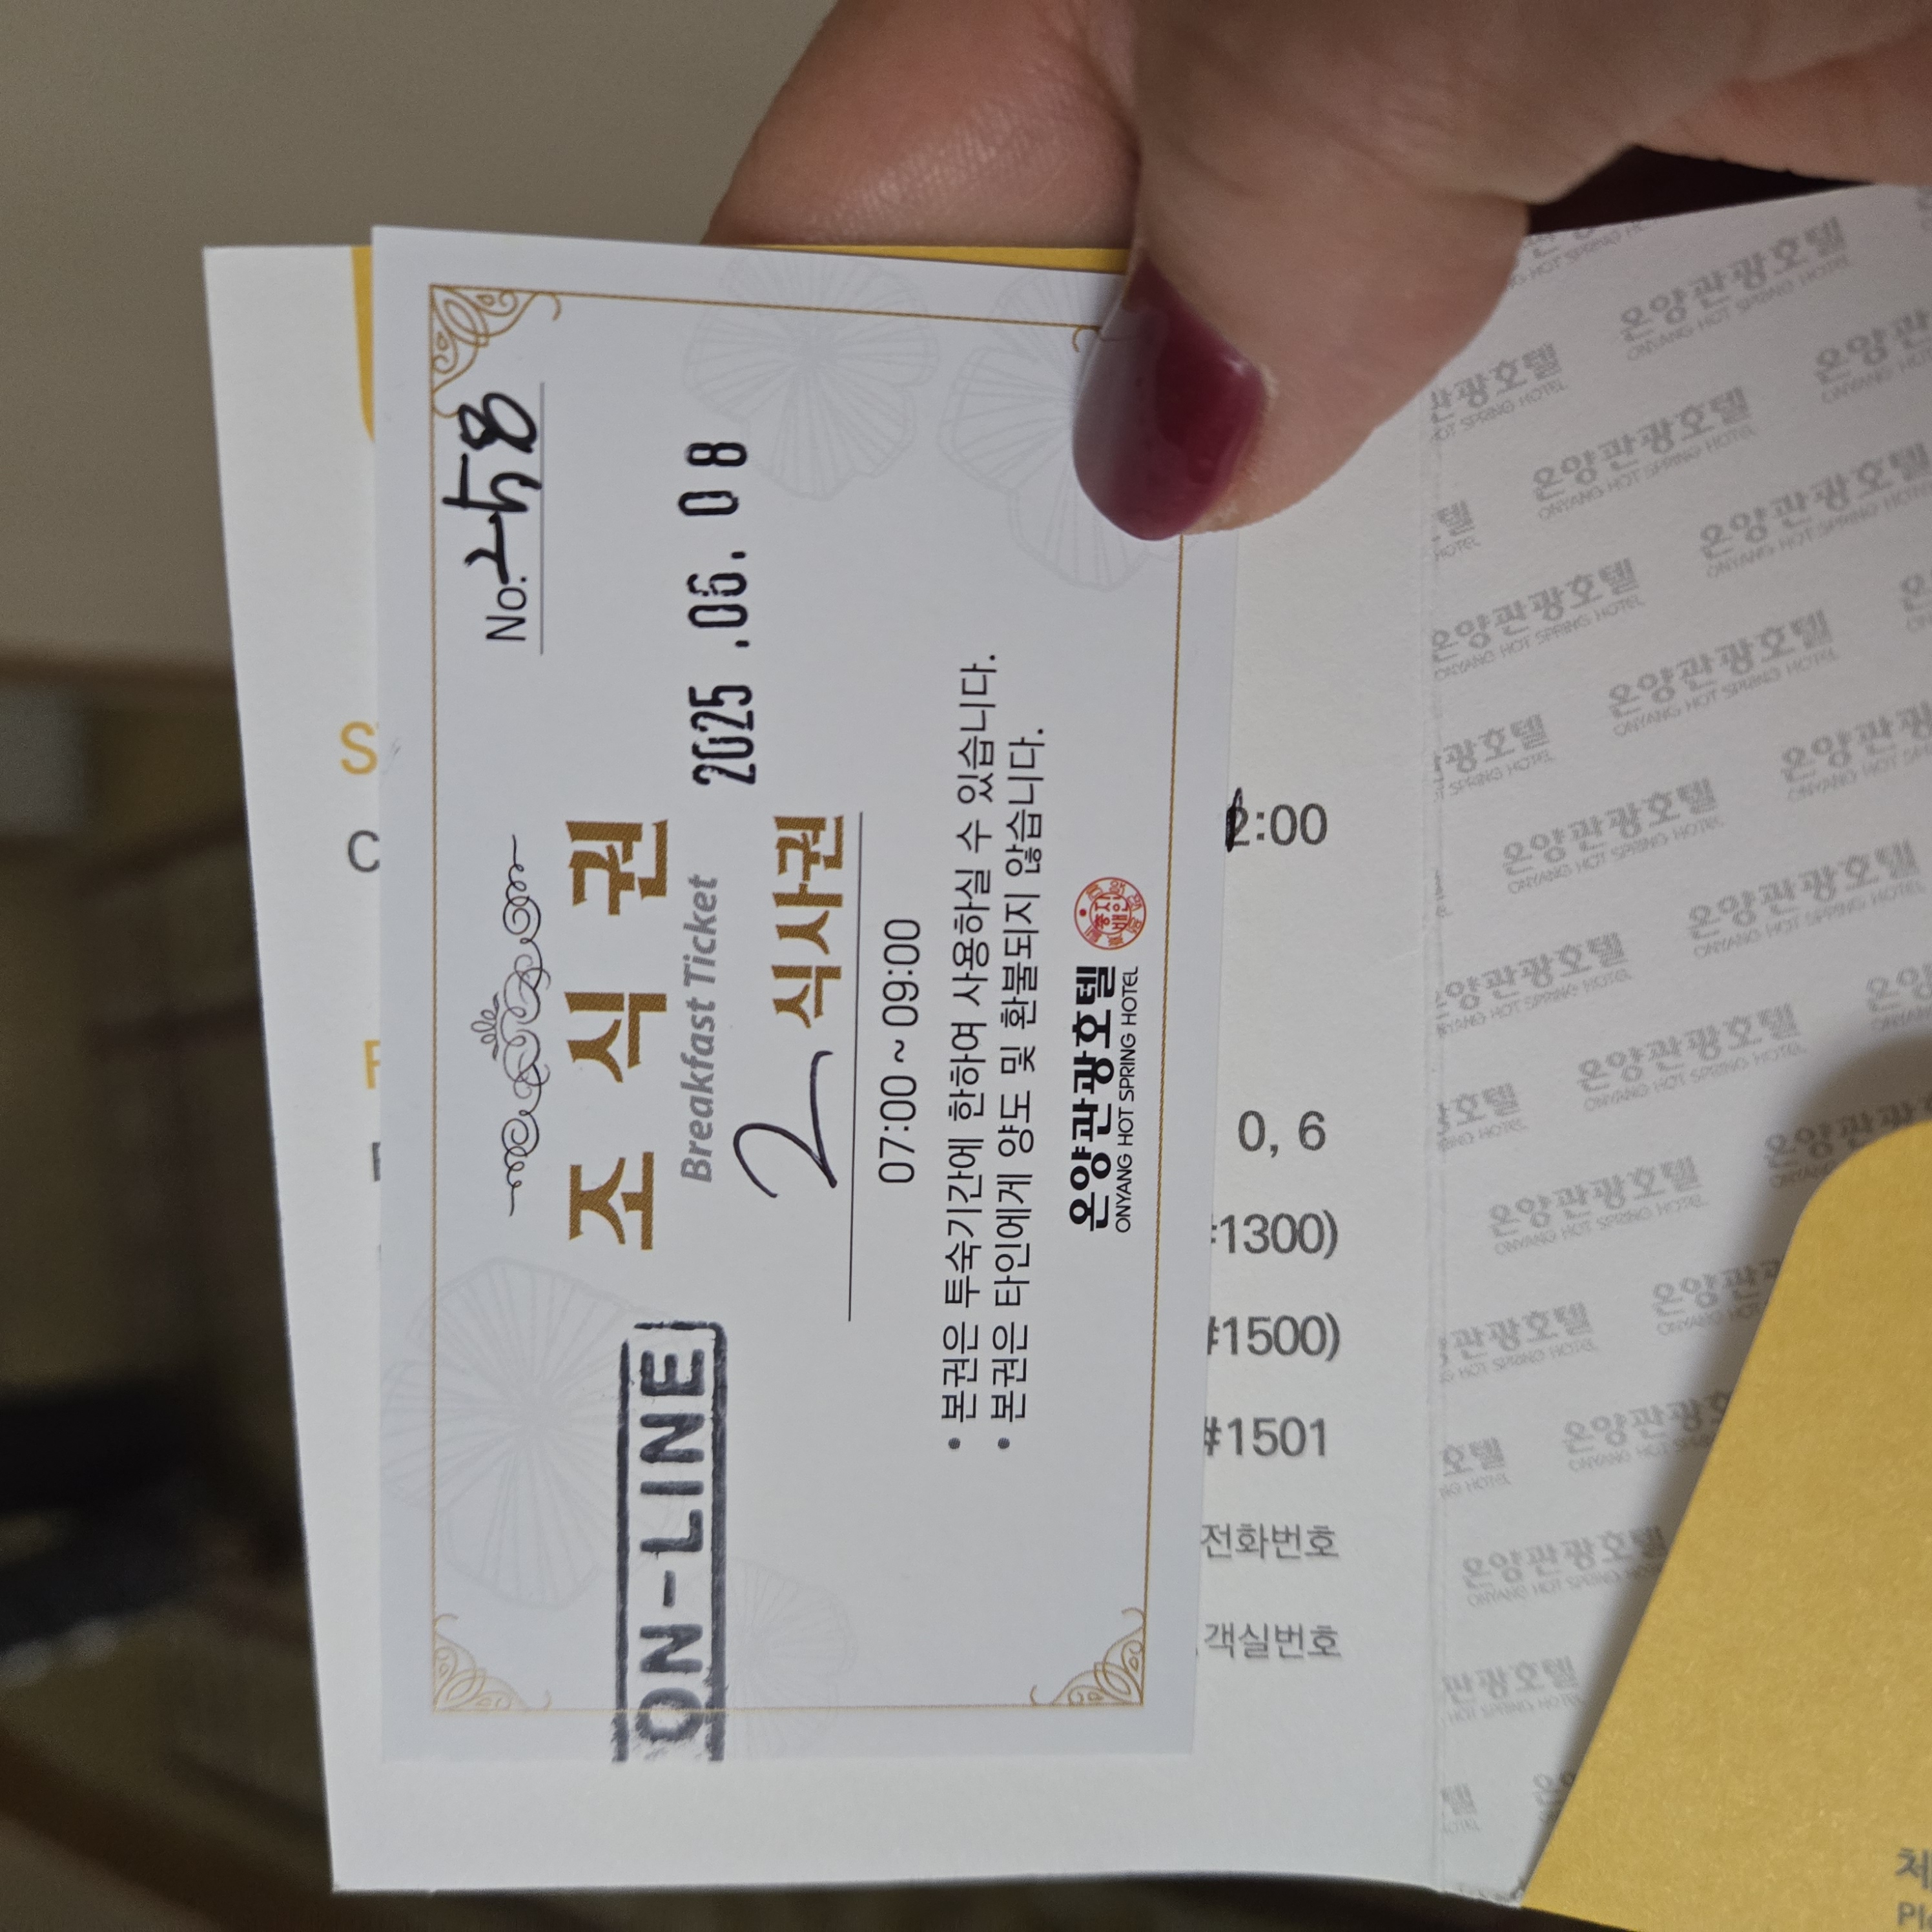 No: 248
조 식 권
Breakfast Ticket
2025 .06. 08
ON-LINE
2 식사권
07:00 ~ 09:00
• 본권은 투숙기간에 한하여 사용하실 수 있습니다.
• 본권은 타인에게 양도 및 환불되지 않습니다.
온양관광호텔
ONYANG HOT SPRING HOTEL
S
C
2:00
0, 6
#1300)
#1500)
#1501
전화번호
객실번호
온양관광호텔
ONYANG HOT SPRING HOTEL